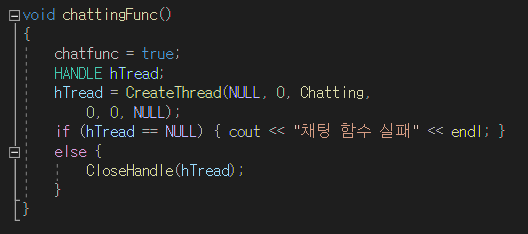 void chattingFunc()
{
chatfunc = true;
HANDLE hTread;
hTread = CreateThread(NULL, 0, Chatting,
0, 0, NULL);
if (hTread == NULL) { cout << "채팅 함수 실패" << endl; }
else {
CloseHandle(hTread);
}
}